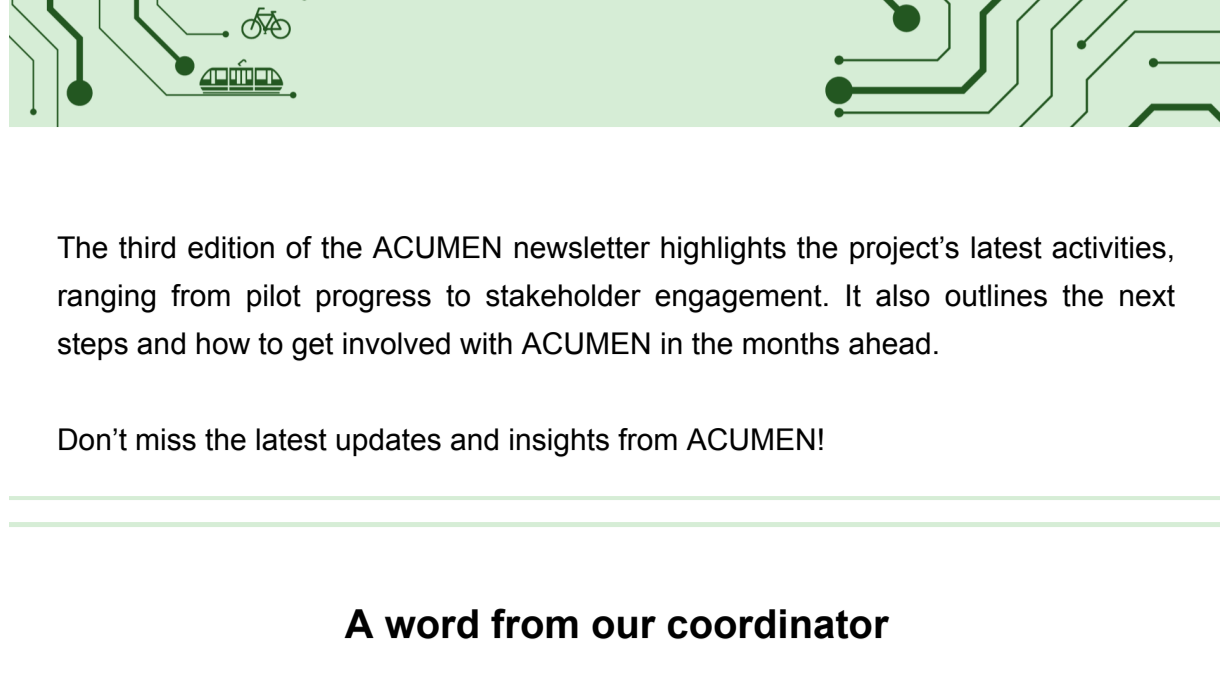 The third edition of the ACUMEN newsletter highlights the project’s latest activities,
ranging from pilot progress to stakeholder engagement. It also outlines the next
steps and how to get involved with ACUMEN in the months ahead.
Don’t miss the latest updates and insights from ACUMEN!
A word from our coordinator